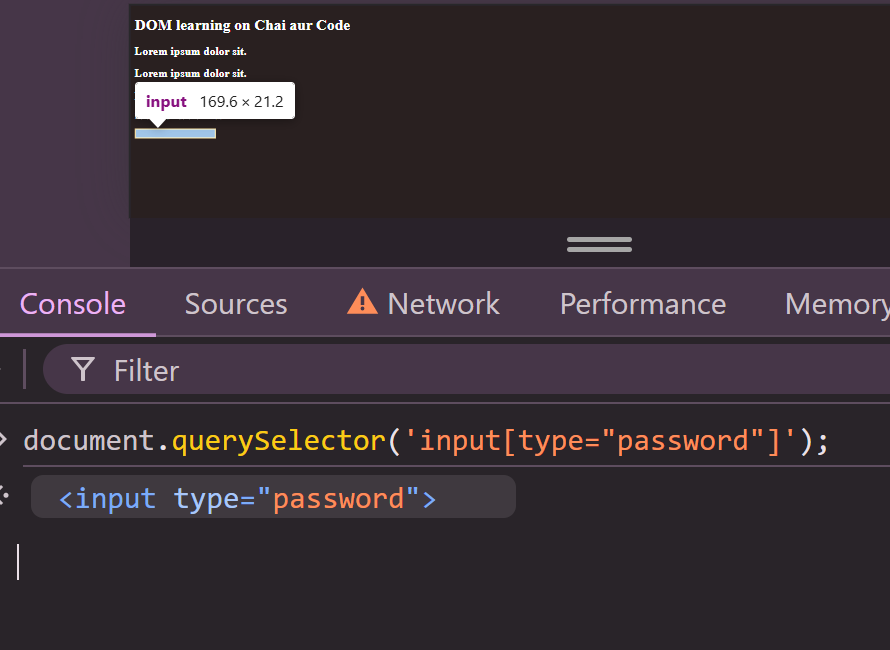 DOM learning on Chai aur Code
Lorem ipsum dolor sit.
Lorem ipsum dolor sit.
input 169.6 × 21.2
Console Sources Network Performance Memory
Filter
document.querySelector('input[type="password"]');
<input type="password">